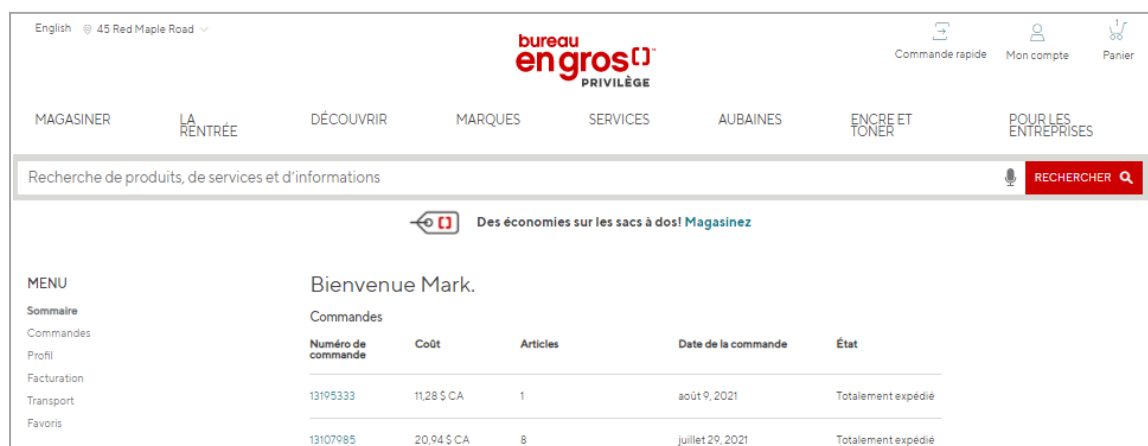 English 45 Red Maple Road
bureau
en gros
PRIVILÈGE
Commande rapide
Mon compte
1
Panier
MAGASINER
LA
RENTRÉE
DÉCOUVRIR
MARQUES
SERVICES
AUBAINES
ENCRE ET
TONER
POUR LES
ENTREPRISES
Recherche de produits, de services et d'informations
RECHERCHER
Des économies sur les sacs à dos! Magasinez
MENU
Sommaire
Commandes
Profil
Facturation
Transport
Favoris
Bienvenue Mark.
Commandes
Numéro de
commande
Coût
Articles
Date de la commande
État
13195333 11,28 $ CA 1 août 9, 2021 Totalement expédié
13107985 20,94 $ CA 8 juillet 29, 2021 Totalement expédié